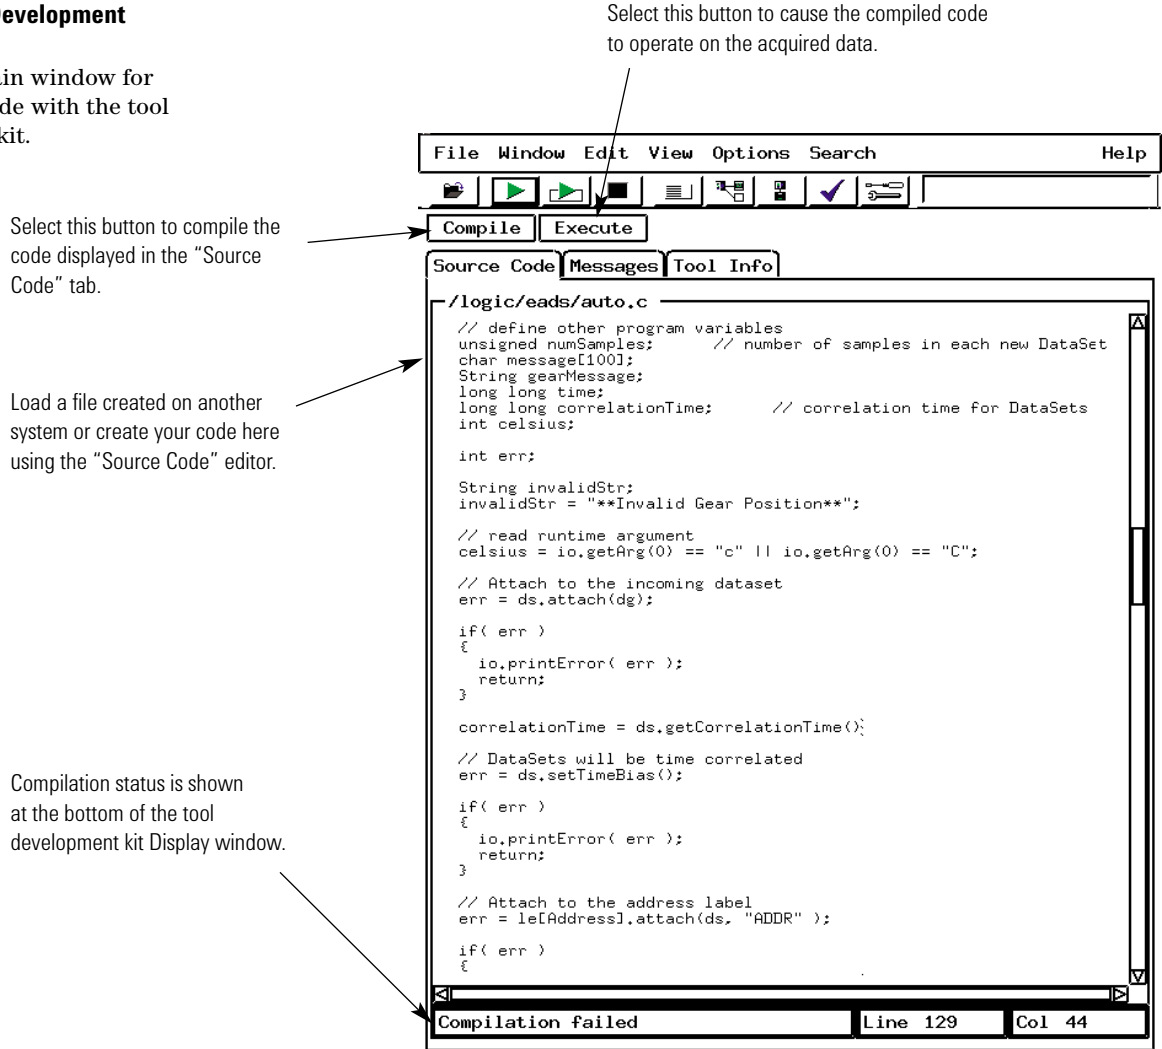 Development
ain window for
de with the tool
kit.
Select this button to cause the compiled code
to operate on the acquired data.
Select this button to compile the
code displayed in the “Source
Code” tab.
Load a file created on another
system or create your code here
using the “Source Code” editor.
Compilation status is shown
at the bottom of the tool
development kit Display window.
File Window Edit View Options Search Help
Compile Execute
Source Code Messages Tool Info
/logic/eads/auto.c
// define other program variables
unsigned numSamples; // number of samples in each new DataSet
char message[100];
String gearMessage;
long long time;
long long correlationTime; // correlation time for DataSets
int celsius;
int err;
String invalidStr;
invalidStr = "**Invalid Gear Position**";
// read runtime argument
celsius = io.getArg(0) == "c" || io.getArg(0) == "C";
// Attach to the incoming dataset
err = ds.attach(dg);
if( err )
{
io.printError( err );
return;
}
correlationTime = ds.getCorrelationTime();
// DataSets will be time correlated
err = ds.setTimeBias();
if( err )
{
io.printError( err );
return;
}
// Attach to the address label
err = le[Address].attach(ds, "ADDR" );
if( err )
{
Compilation failed Line 129 Col 44